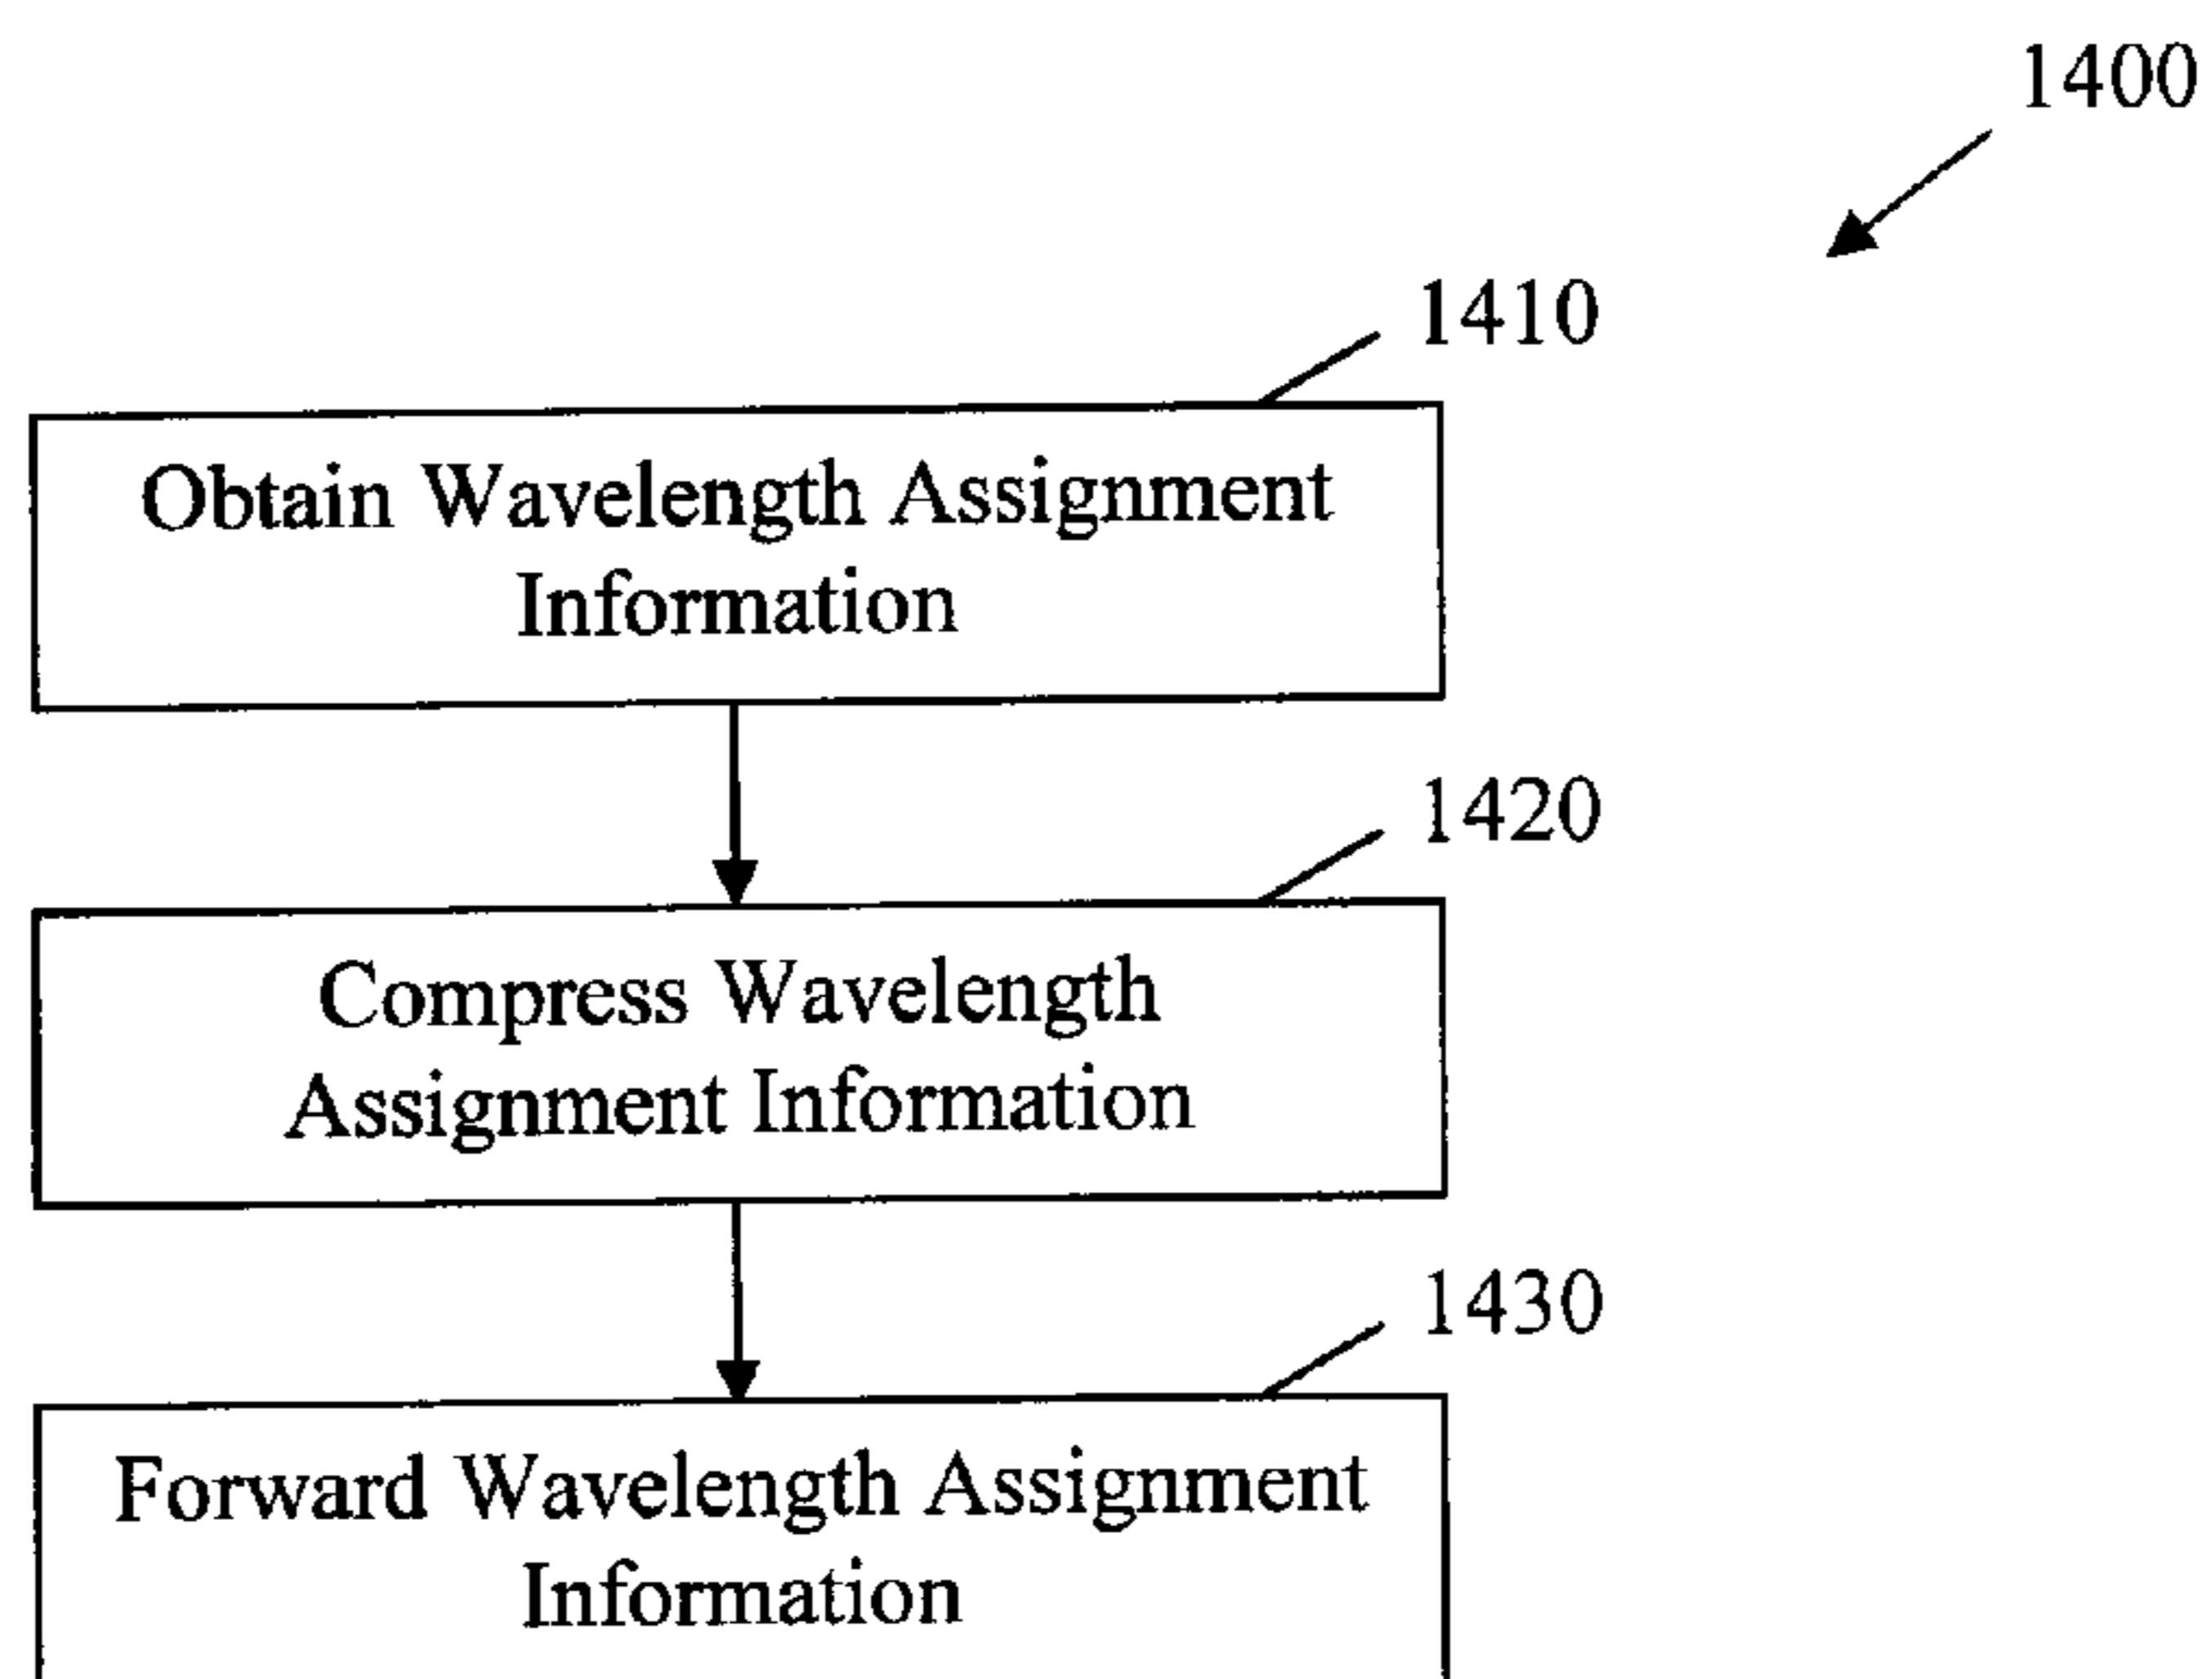 1400
1410
Obtain Wavelength Assignment
Information
1420
Compress Wavelength
Assignment Information
1430
Forward Wavelength Assignment
Information